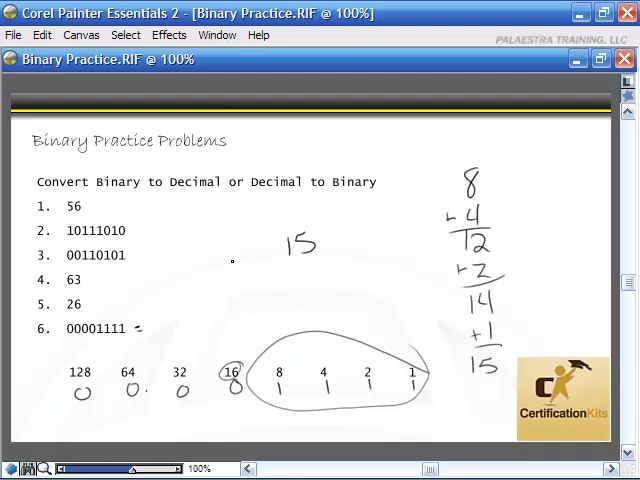 Corel Painter Essentials 2 - [Binary Practice.RIF @ 100%]
File Edit Canvas Select Effects Window Help
PALAESTRA TRAINING, LLC
Binary Practice.RIF @ 100%
Binary Practice Problems
Convert Binary to Decimal or Decimal to Binary
1. 56
2. 10111010
3. 00110101
4. 63
5. 26
6. 00001111 =
15
128 64 32 16 8 4 2 1
0 0. 0 0 1 1 1 1
8
+ 4
12
+ 2
14
+ 1
15
CertificationKits
100%